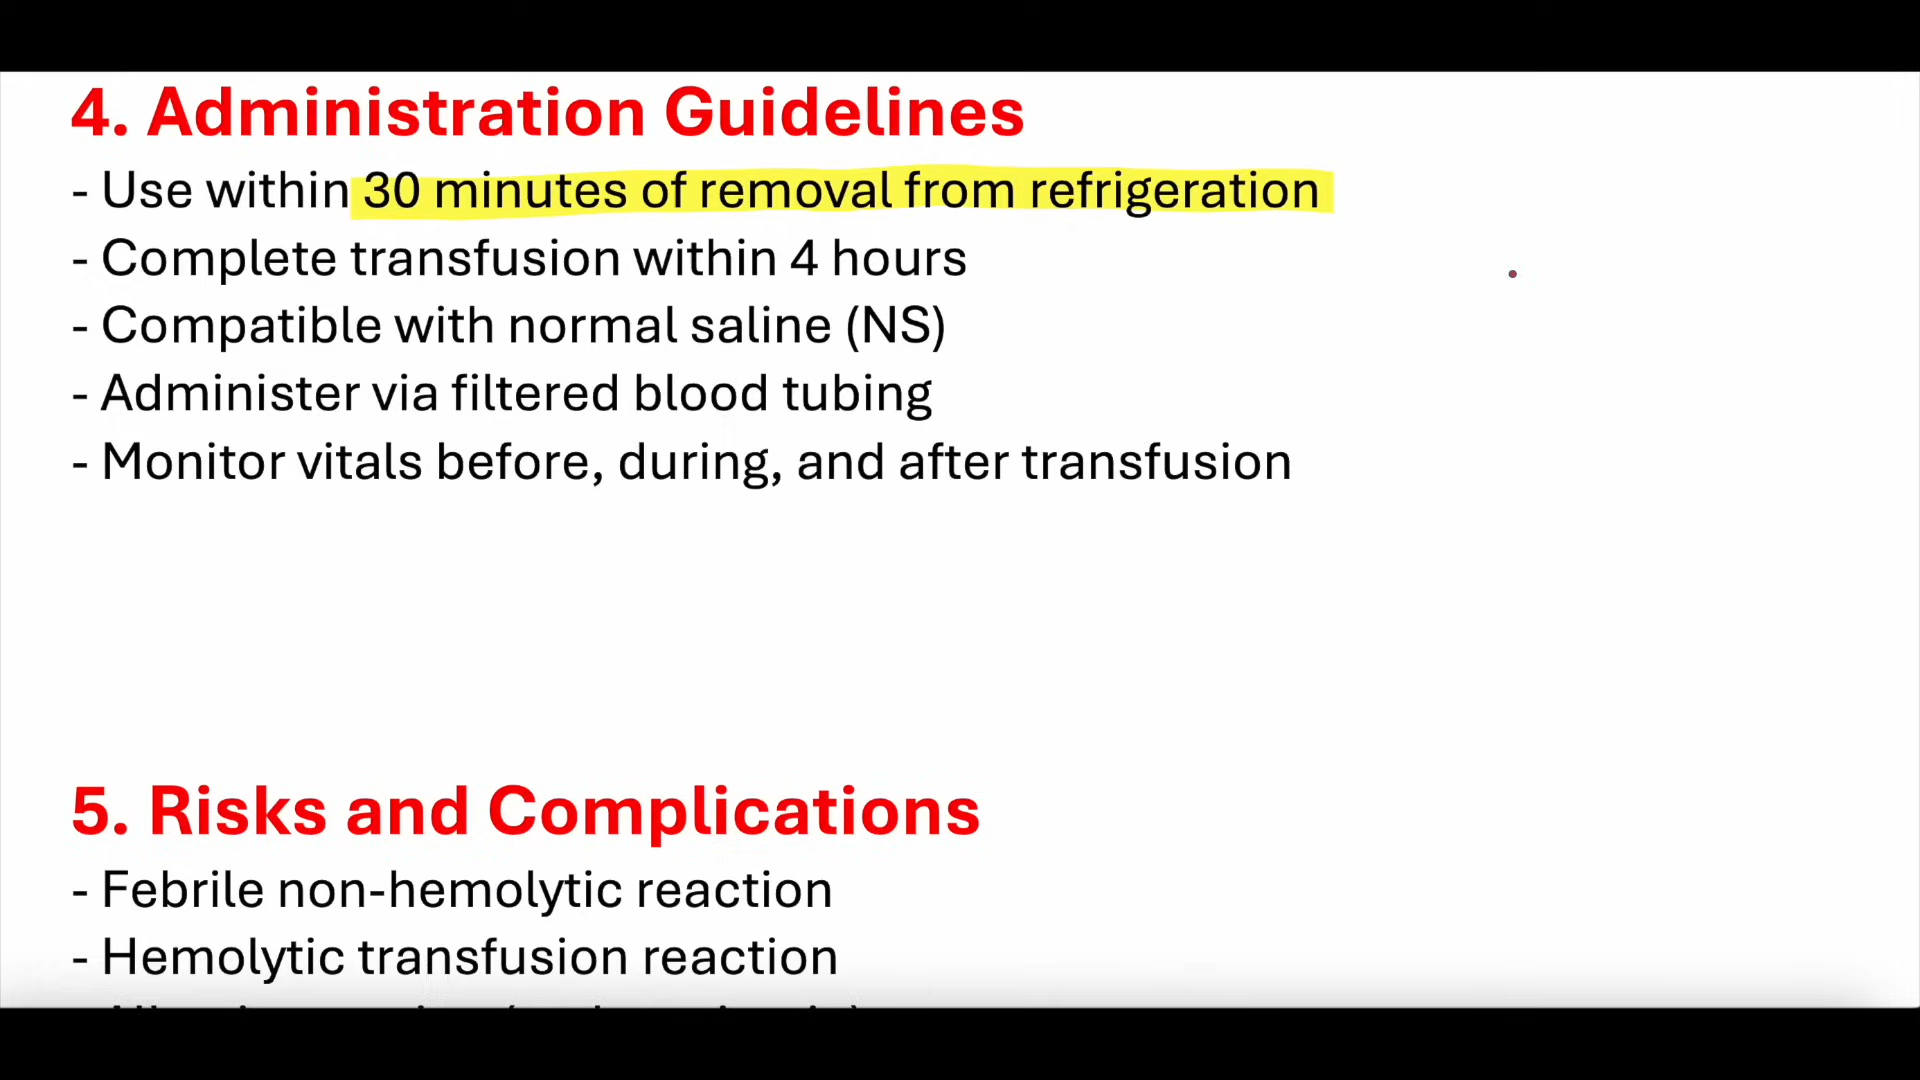 4. Administration Guidelines
- Use within 30 minutes of removal from refrigeration
- Complete transfusion within 4 hours
- Compatible with normal saline (NS)
- Administer via filtered blood tubing
- Monitor vitals before, during, and after transfusion
5. Risks and Complications
- Febrile non-hemolytic reaction
- Hemolytic transfusion reaction